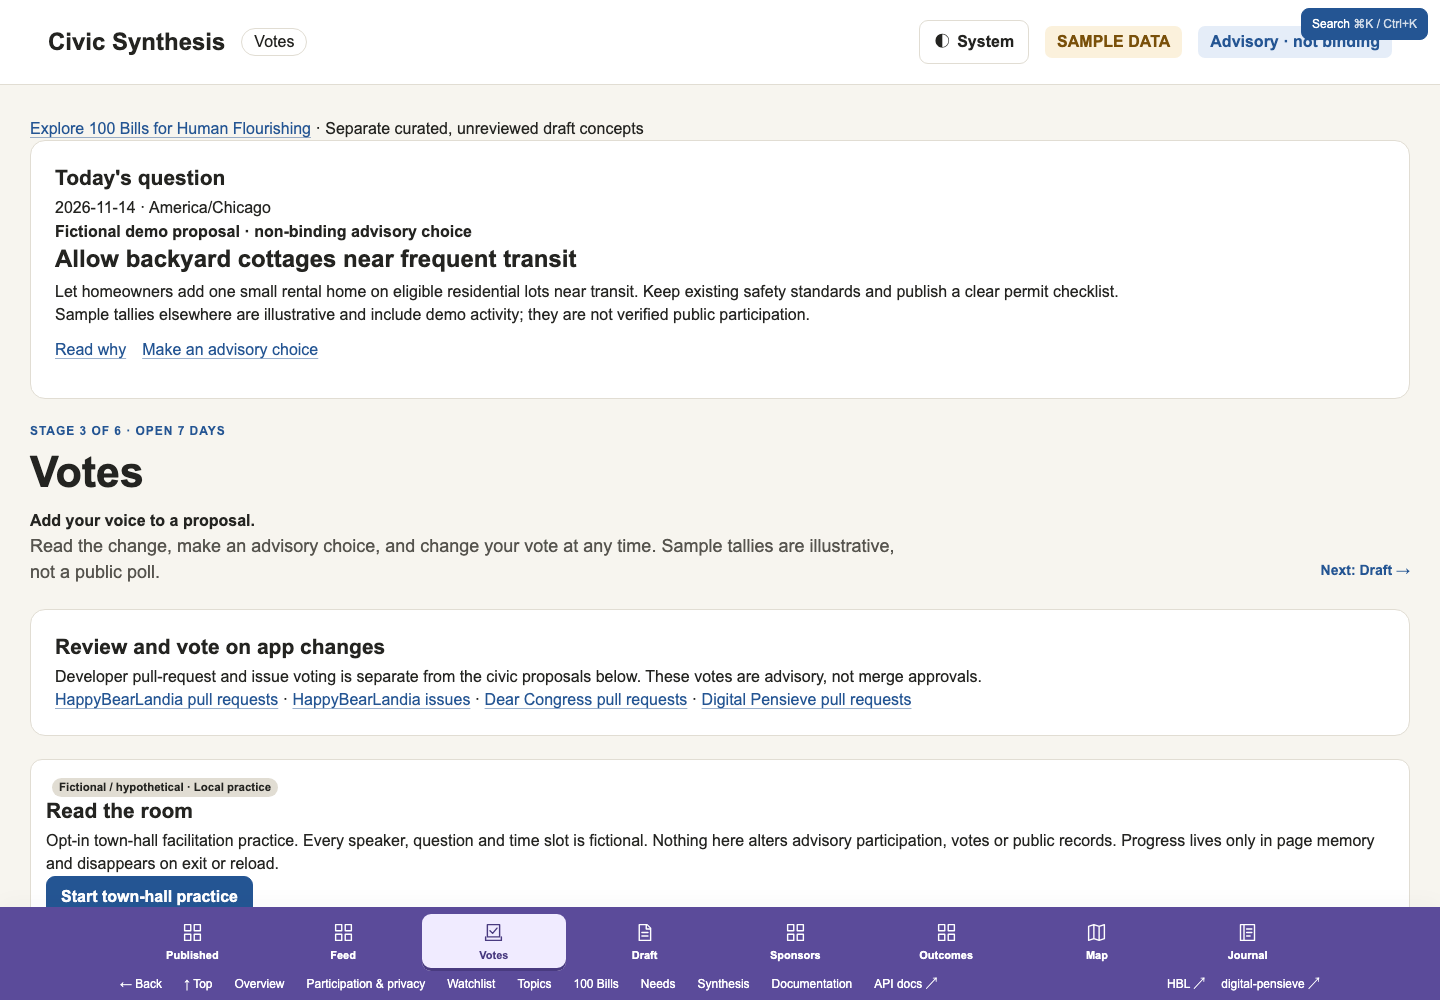 Civic Synthesis
Votes
System
SAMPLE DATA
Advisory · not binding
Search ⌘K / Ctrl+K
Explore 100 Bills for Human Flourishing · Separate curated, unreviewed draft concepts
Today's question
2026-11-14 · America/Chicago
Fictional demo proposal · non-binding advisory choice
Allow backyard cottages near frequent transit
Let homeowners add one small rental home on eligible residential lots near transit. Keep existing safety standards and publish a clear permit checklist.
Sample tallies elsewhere are illustrative and include demo activity; they are not verified public participation.
Read why Make an advisory choice
STAGE 3 OF 6 · OPEN 7 DAYS
Votes
Add your voice to a proposal.
Read the change, make an advisory choice, and change your vote at any time. Sample tallies are illustrative,
not a public poll.
Next: Draft →
Review and vote on app changes
Developer pull-request and issue voting is separate from the civic proposals below. These votes are advisory, not merge approvals.
HappyBearLandia pull requests · HappyBearLandia issues · Dear Congress pull requests · Digital Pensieve pull requests
Fictional / hypothetical · Local practice
Read the room
Opt-in town-hall facilitation practice. Every speaker, question and time slot is fictional. Nothing here alters advisory participation, votes or public records. Progress lives only in page memory
and disappears on exit or reload.
Start town-hall practice
Published Feed Votes Draft Sponsors Outcomes Map Journal
← Back ↑ Top Overview Participation & privacy Watchlist Topics 100 Bills Needs Synthesis Documentation API docs ↗ HBL ↗ digital-pensieve ↗